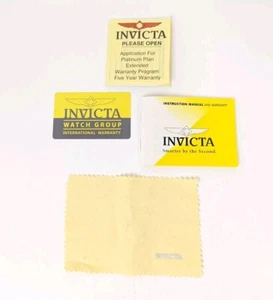 INVICTA
PLEASE OPEN
Application For
Platinum Plan
Extended
Warranty Program
Five Year Warranty
INVICTA
WATCH GROUP
INTERNATIONAL WARRANTY
INSTRUCTION MANUAL AND WARRANTY
INVICTA
Smarter by the Second.
INVICTA